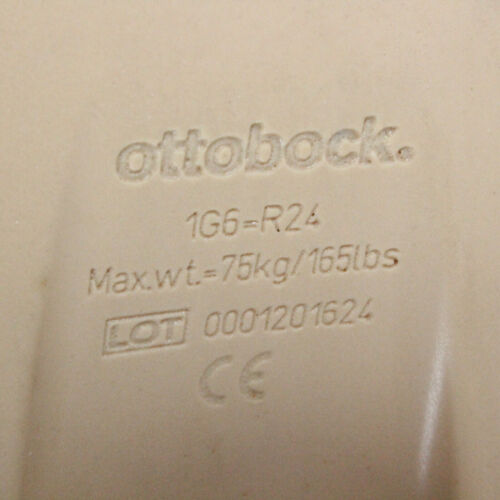 ottobock.
1G6=R24
Max.wt.=75kg/165lbs
LOT 0001201624
CE